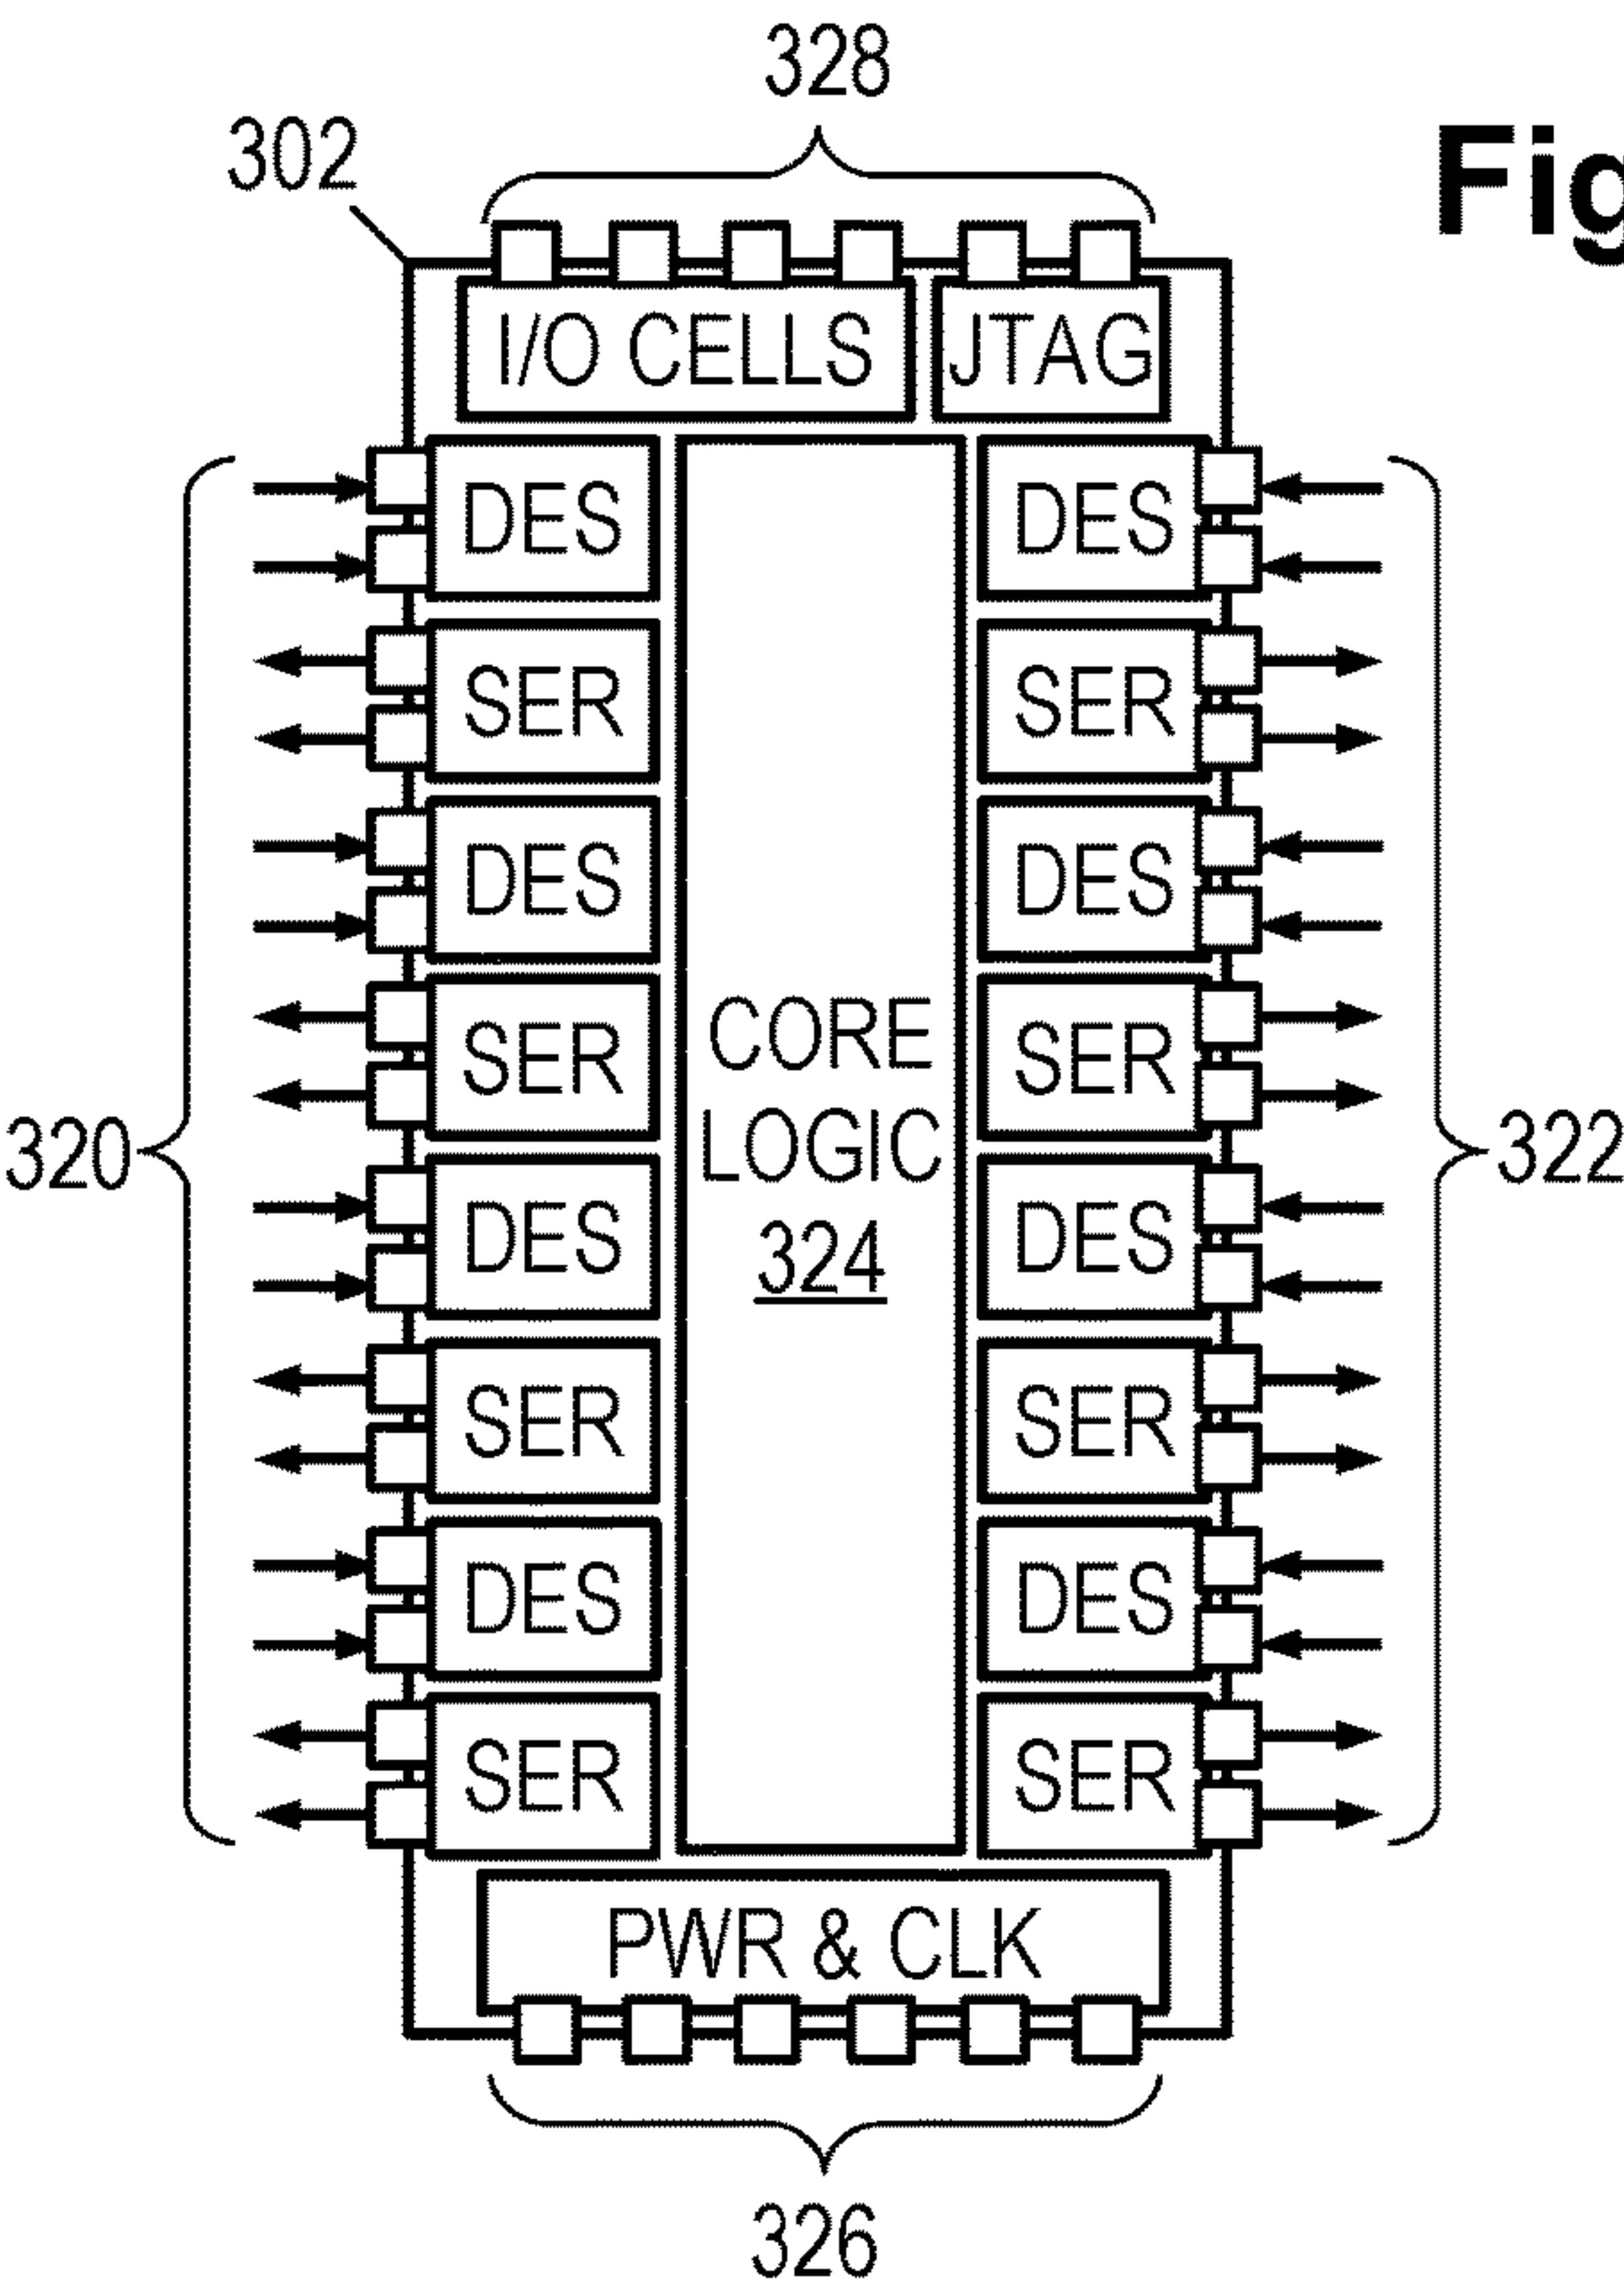 328
302
Fig
I/O CELLS JTAG
DES DES
SER SER
DES DES
SER SER
CORE
LOGIC
324
320
322
DES DES
SER SER
DES DES
SER SER
PWR & CLK
326